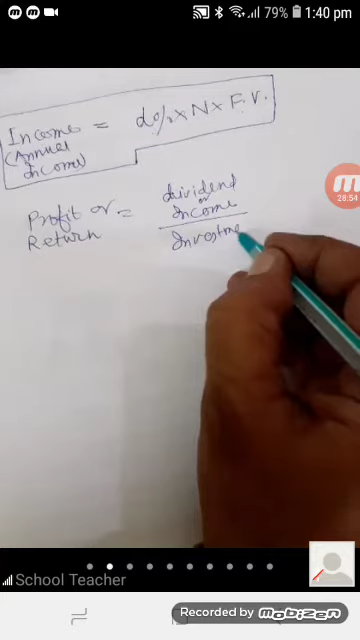 79% 1:40 pm
Income = d% x N x F.V.
(Annual
Income)
Profit or = dividend
or
Income
Return
Investme
28:54
School Teacher
Recorded by mobizen